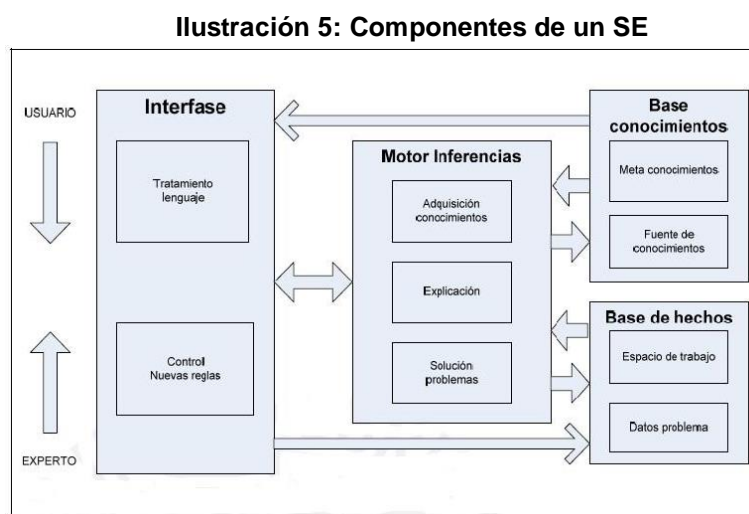 Ilustración 5: Componentes de un SE
USUARIO
EXPERTO
Interfase
Tratamiento
lenguaje
Control
Nuevas reglas
Motor Inferencias
Adquisición
conocimientos
Explicación
Solución
problemas
Base
conocimientos
Meta conocimientos
Fuente de
conocimientos
Base de hechos
Espacio de trabajo
Datos problema